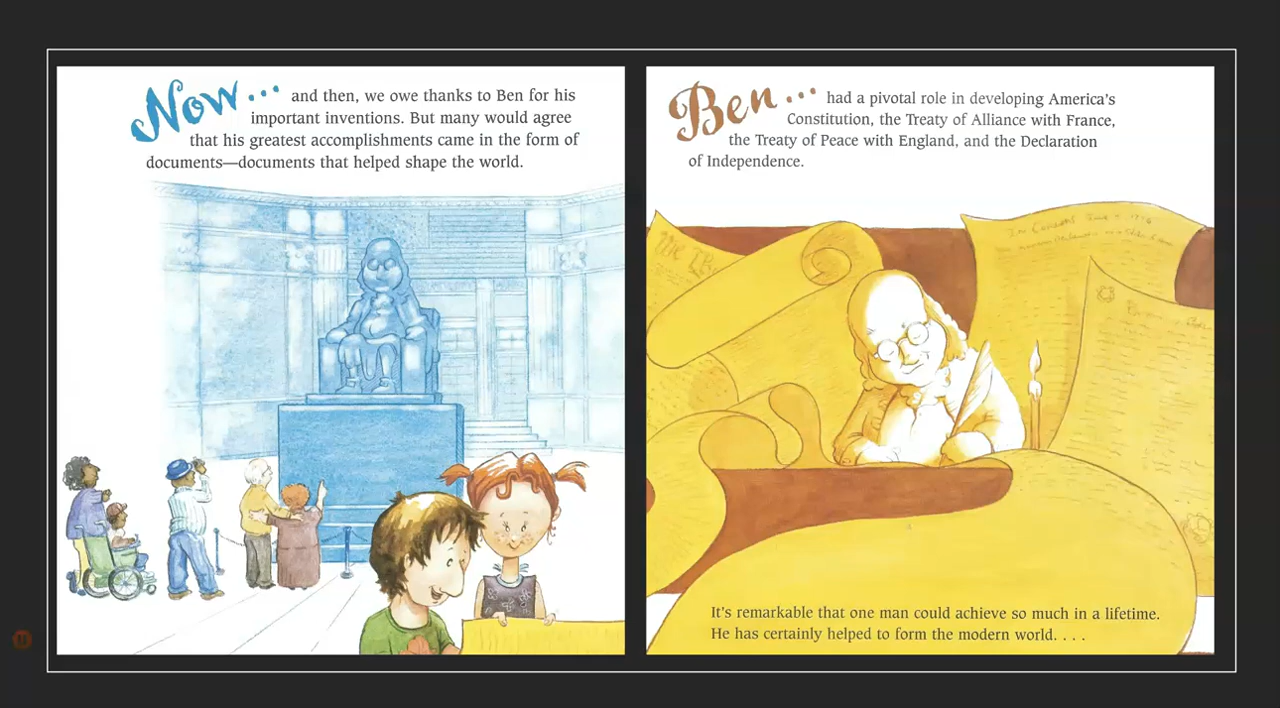 Now... and then, we owe thanks to Ben for his
important inventions. But many would agree
that his greatest accomplishments came in the form of
documents—documents that helped shape the world.
Ben... had a pivotal role in developing America's
Constitution, the Treaty of Alliance with France,
the Treaty of Peace with England, and the Declaration
of Independence.
We The
In Congress
It's remarkable that one man could achieve so much in a lifetime.
He has certainly helped to form the modern world. . . .